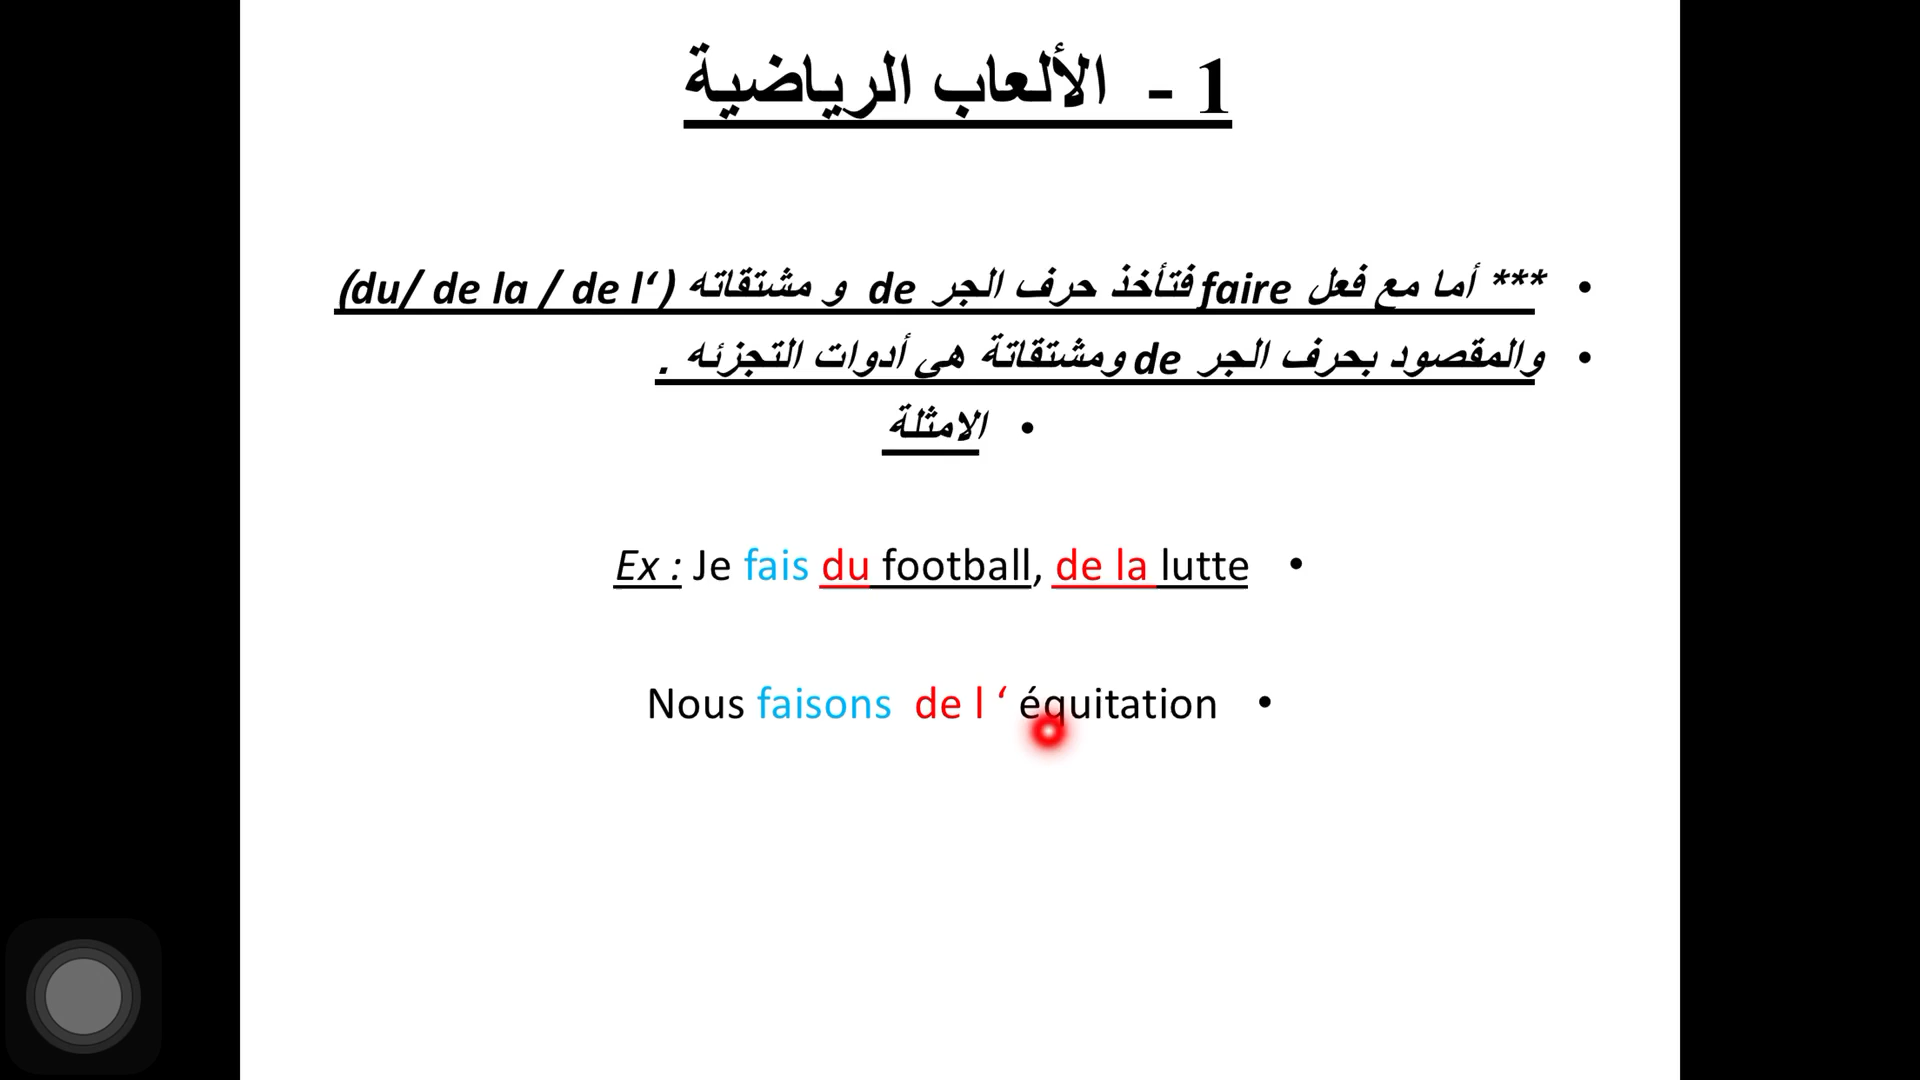 1 - الألعاب الرياضية
• *** أما مع فعل faire فتأخذ حرف الجر de و مشتقاته (du/ de la / de l‘)
• والمقصود بحرف الجر de ومشتقاتة هي أدوات التجزئه .
• الامثلة
• Ex : Je fais du football, de la lutte
• Nous faisons de l ‘ équitation